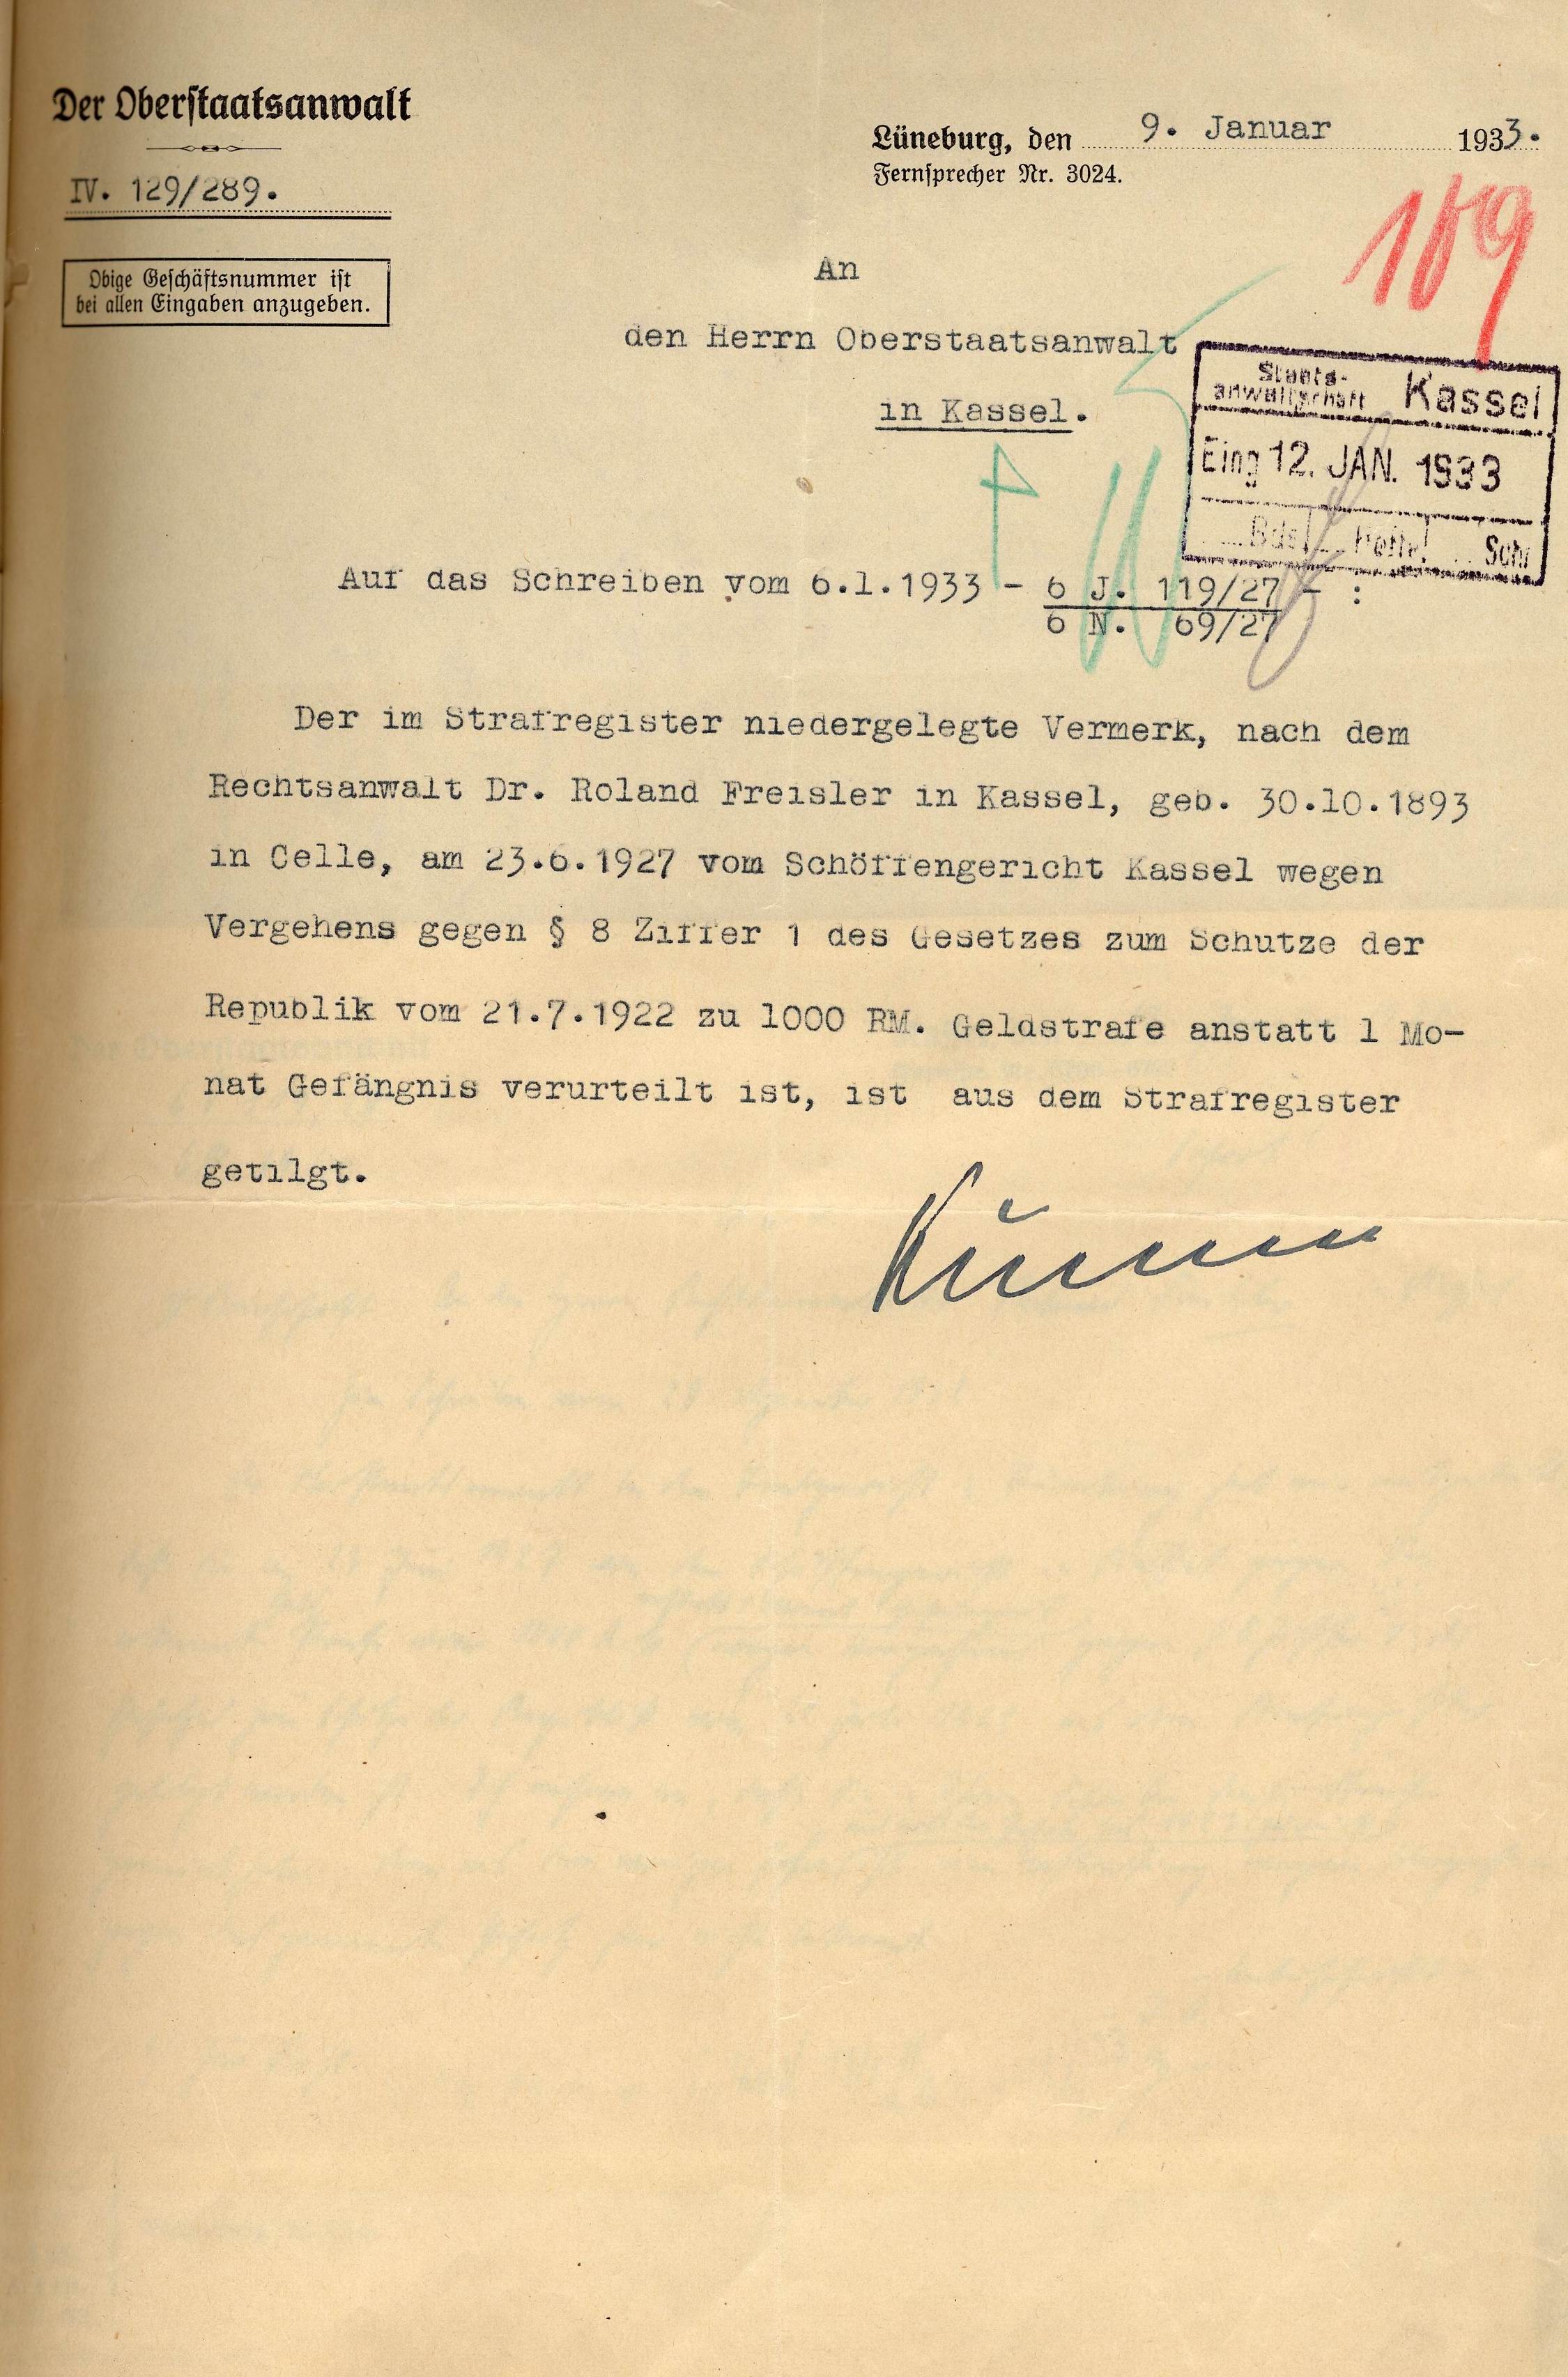 Der Oberstaatsanwalt
Lüneburg, den 9. Januar 1933.
Fernsprecher Nr. 3024.
IV. 129/289.
Obige Geschäftsnummer ist
bei allen Eingaben anzugeben.
189
An
den Herrn Oberstaatsanwalt
in Kassel.
Staats-
anwaltschaft Kassel
Eing 12. JAN. 1933
Bds. Schr
Auf das Schreiben vom 6.1.1933 - 6 J. 119/27 - :
6 N. 69/27
Der im Strafregister niedergelegte Vermerk, nach dem
Rechtsanwalt Dr. Roland Freisler in Kassel, geb. 30.10.1893
in Celle, am 23.6.1927 vom Schöffengericht Kassel wegen
Vergehens gegen § 8 Ziffer 1 des Gesetzes zum Schutze der
Republik vom 21.7.1922 zu 1000 RM. Geldstrafe anstatt 1 Mo-
nat Gefängnis verurteilt ist, ist aus dem Strafregister
getilgt.